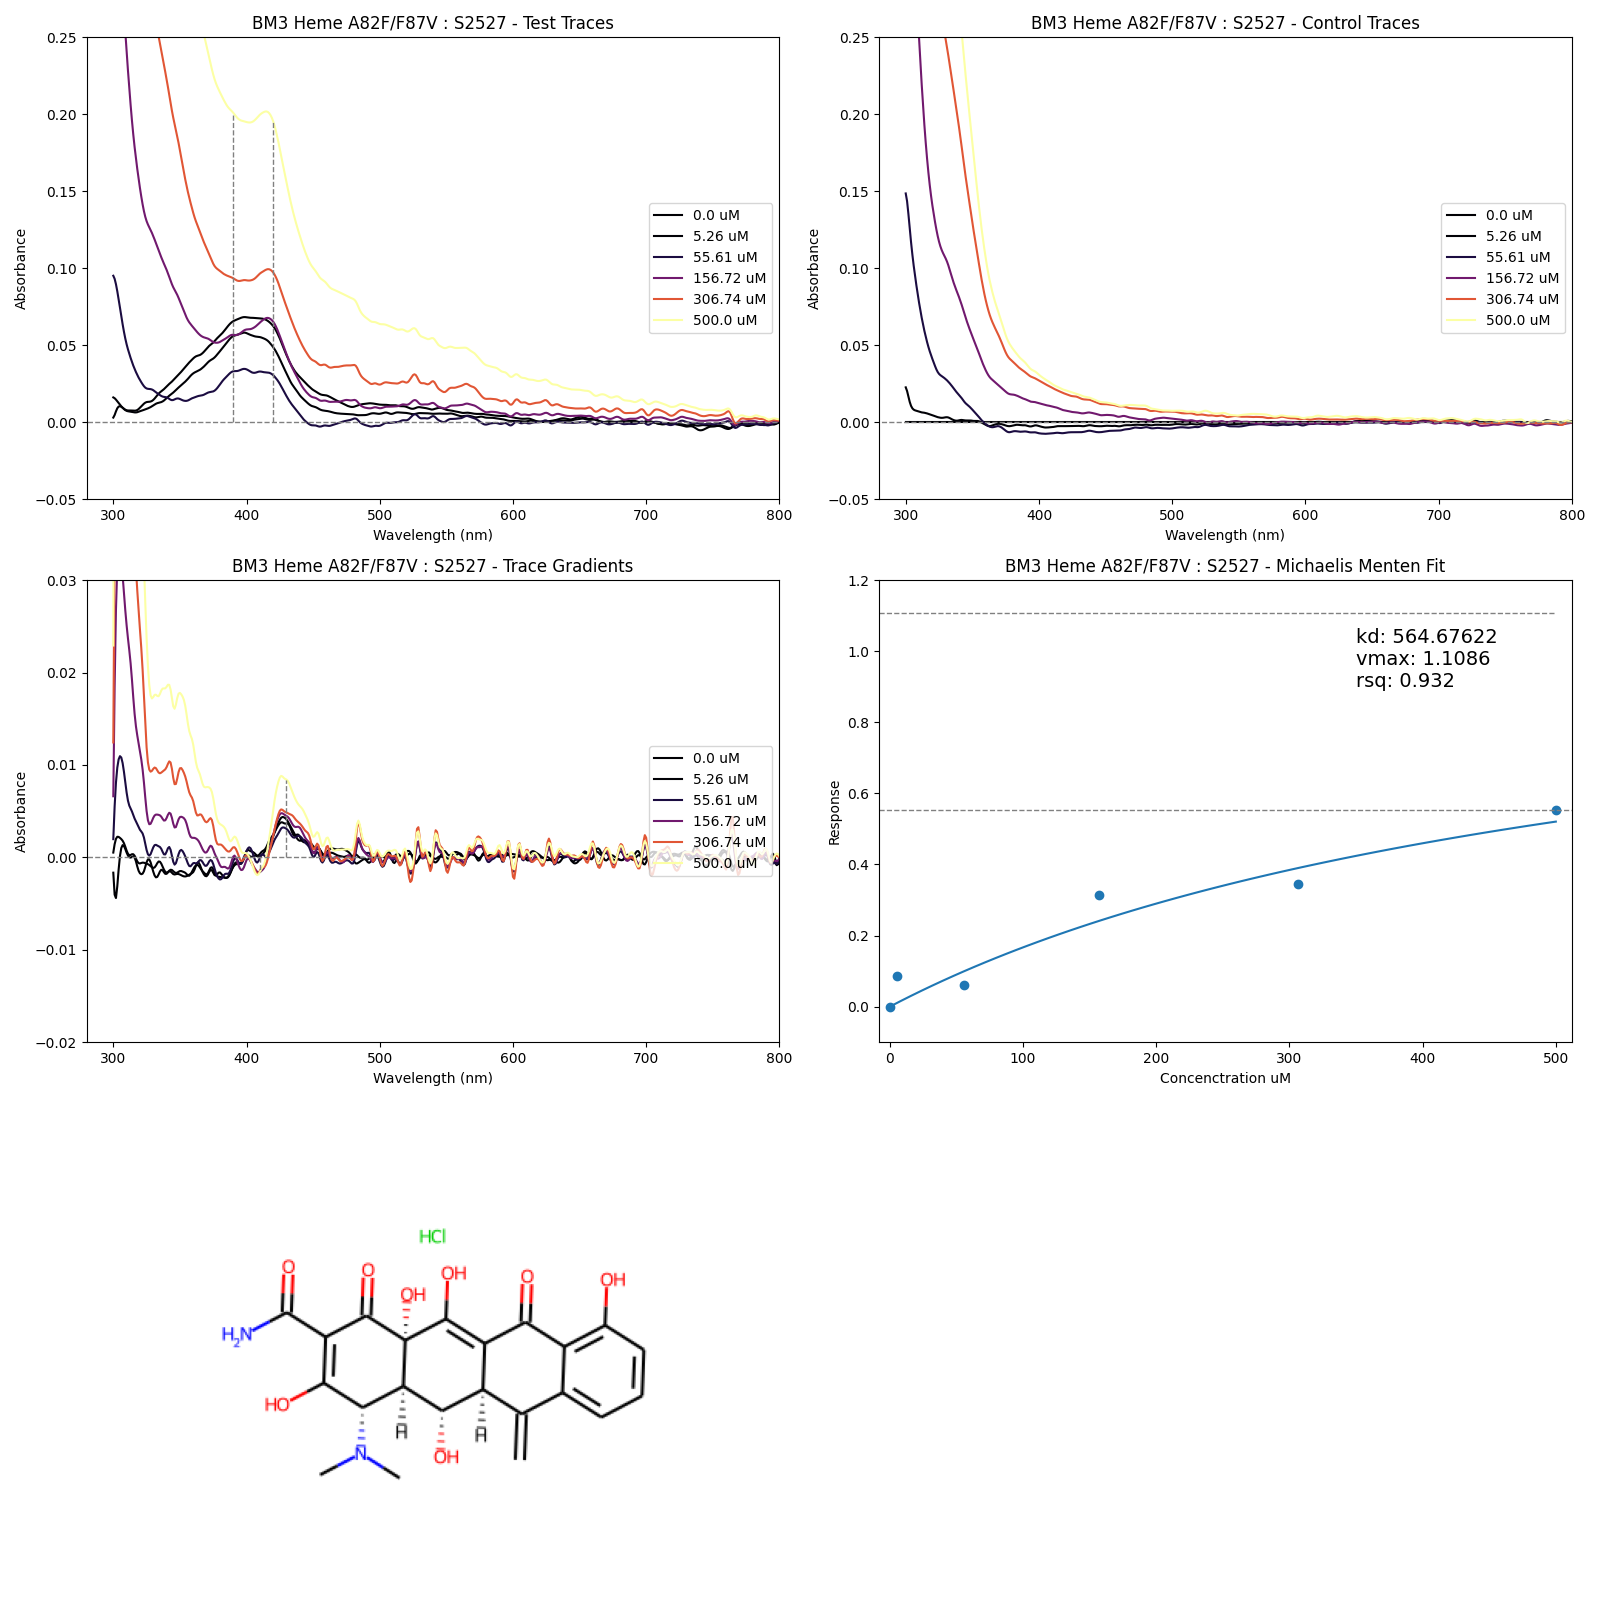 BM3 Heme A82F/F87V : S2527 - Test Traces
0.25
0.20
0.15
0.10
0.05
0.00
−0.05
Absorbance
300 400 500 600 700 800
Wavelength (nm)
0.0 uM
5.26 uM
55.61 uM
156.72 uM
306.74 uM
500.0 uM
BM3 Heme A82F/F87V : S2527 - Control Traces
0.25
0.20
0.15
0.10
0.05
0.00
−0.05
Absorbance
300 400 500 600 700 800
Wavelength (nm)
0.0 uM
5.26 uM
55.61 uM
156.72 uM
306.74 uM
500.0 uM
BM3 Heme A82F/F87V : S2527 - Trace Gradients
0.03
0.02
0.01
0.00
−0.01
−0.02
Absorbance
300 400 500 600 700 800
Wavelength (nm)
0.0 uM
5.26 uM
55.61 uM
156.72 uM
306.74 uM
500.0 uM
BM3 Heme A82F/F87V : S2527 - Michaelis Menten Fit
1.2
1.0
0.8
0.6
0.4
0.2
0.0
Response
0 100 200 300 400 500
Concenctration uM
kd: 564.67622
vmax: 1.1086
rsq: 0.932
HCl
O O OH OH O OH
H2N
HO
H H
N OH